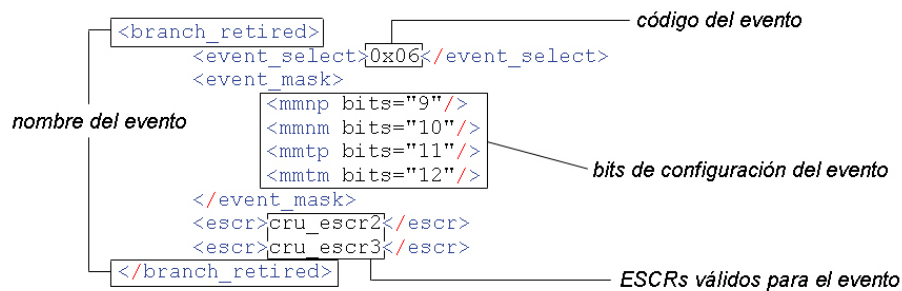 código del evento
<branch_retired>
<event_select>0x06</event_select>
<event_mask>
<mmnp bits="9"/>
<mmnm bits="10"/>
<mmtp bits="11"/>
<mmtm bits="12"/>
nombre del evento
bits de configuración del evento
</event_mask>
<escr>cru_escr2</escr>
<escr>cru_escr3</escr>
</branch_retired>
ESCRs válidos para el evento